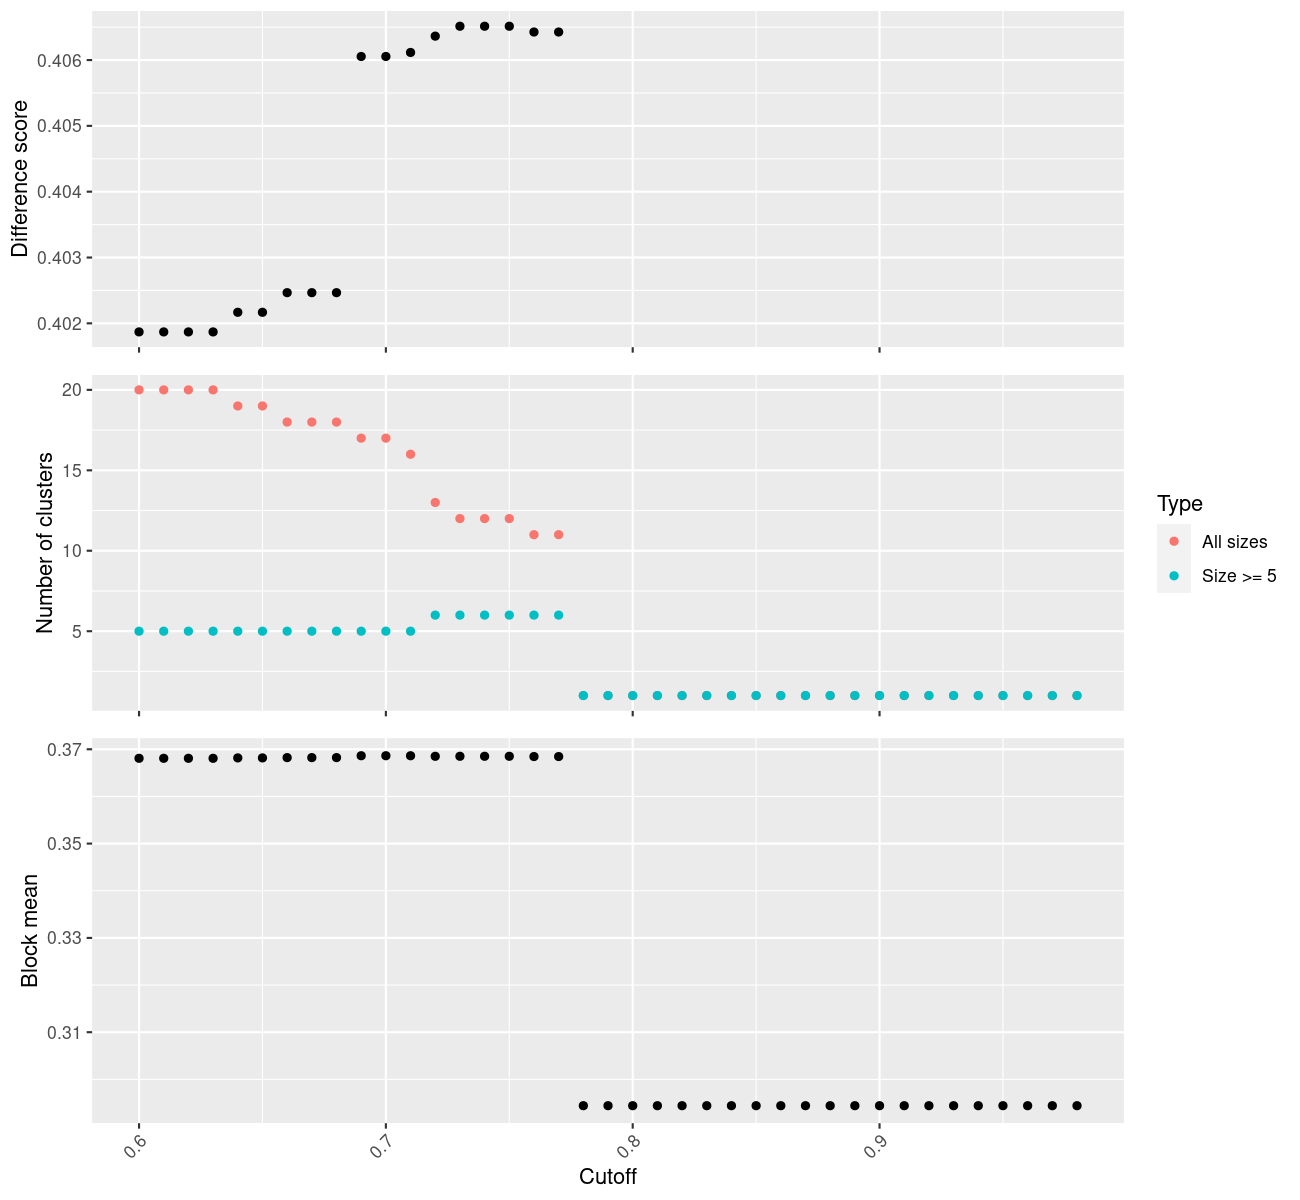 Difference score
0.406
0.405
0.404
0.403
0.402
Number of clusters
20
15
10
5
Type
All sizes
Size >= 5
Block mean
0.37
0.35
0.33
0.31
0.6
0.7
0.8
0.9
Cutoff